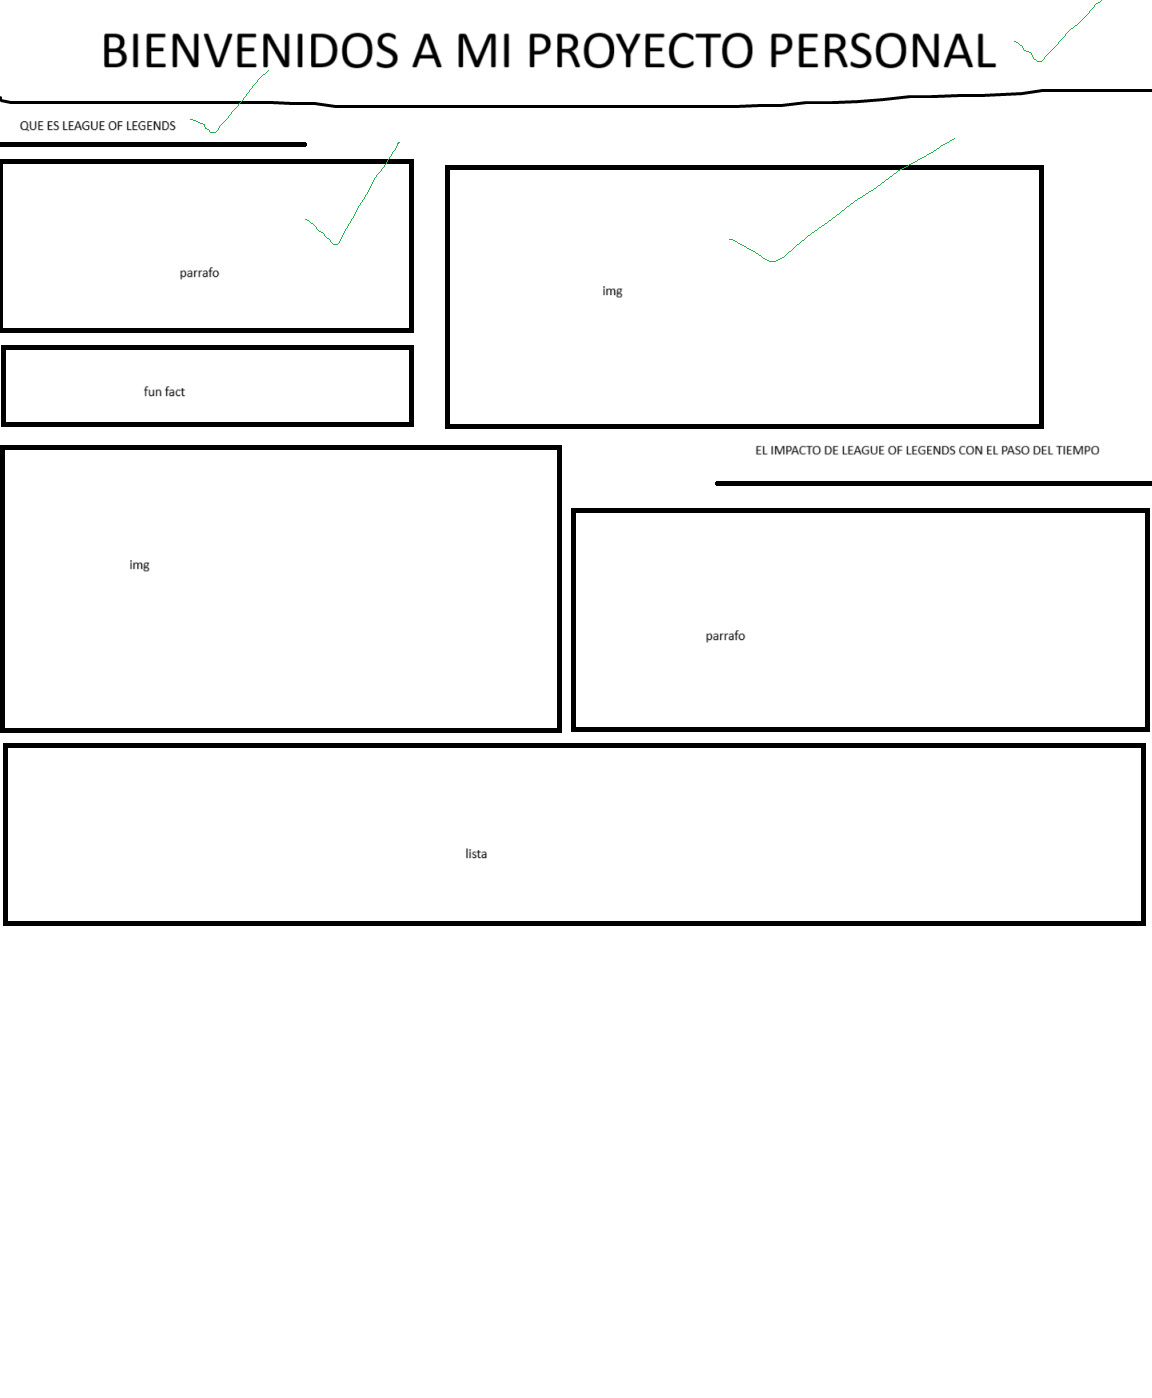 BIENVENIDOS A MI PROYECTO PERSONAL
QUE ES LEAGUE OF LEGENDS
parrafo
img
fun fact
EL IMPACTO DE LEAGUE OF LEGENDS CON EL PASO DEL TIEMPO
img
parrafo
lista